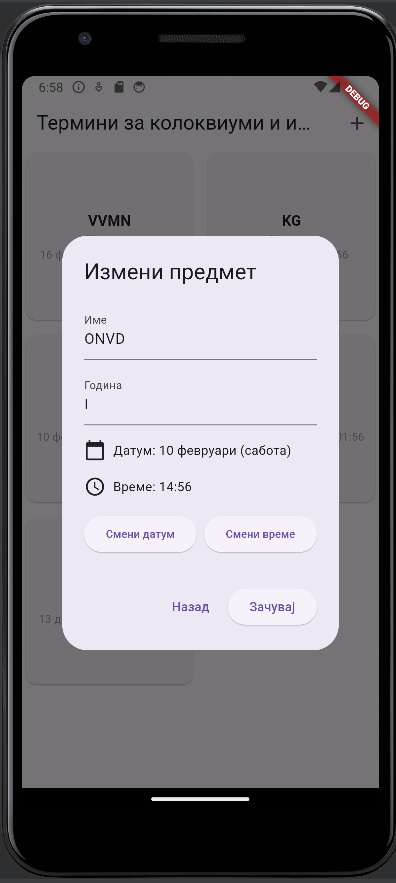 6:58
DEBUG
Термини за колоквиуми и и...
VVMN
KG
16 ф
66
Измени предмет
Име
ONVD
Година
I
10 ф
Датум: 10 февруари (сабота)
01:56
Време: 14:56
Смени датум
Смени време
Назад
Зачувај
13 д